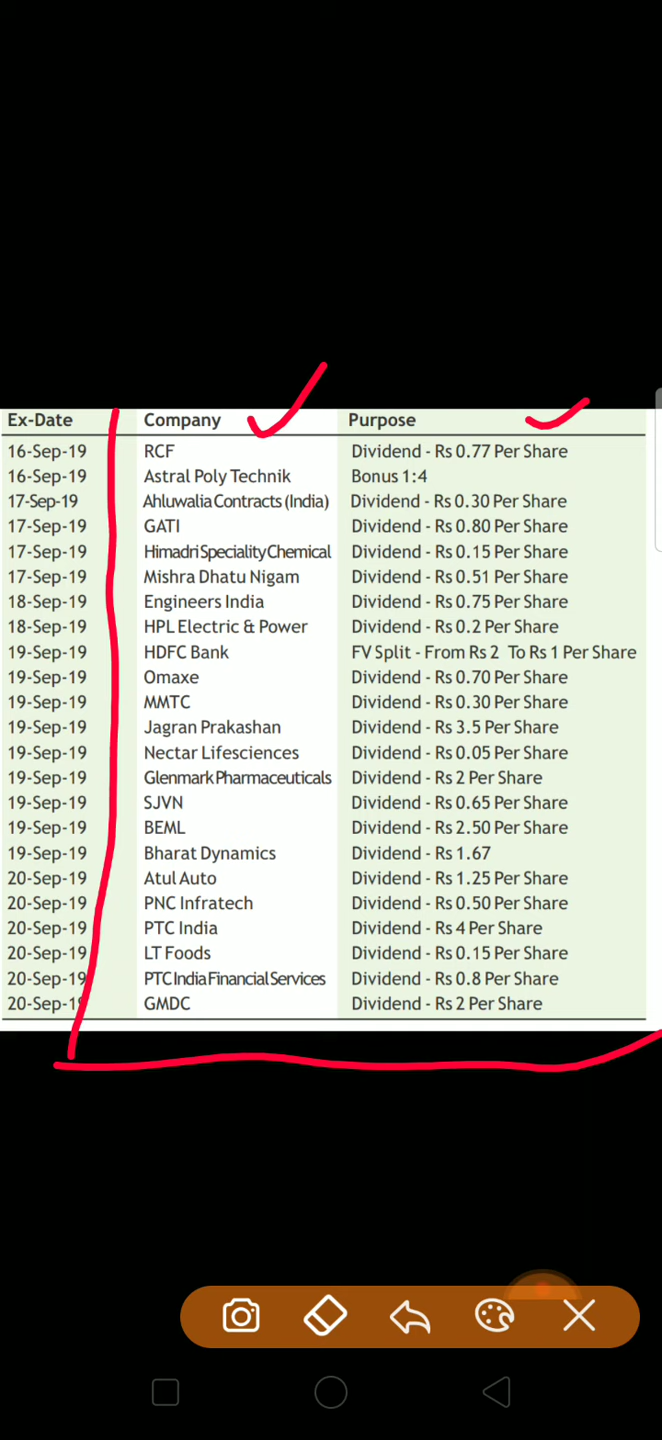 Ex-Date Company Purpose
16-Sep-19 RCF Dividend - Rs 0.77 Per Share
16-Sep-19 Astral Poly Technik Bonus 1:4
17-Sep-19 Ahluwalia Contracts (India) Dividend - Rs 0.30 Per Share
17-Sep-19 GATI Dividend - Rs 0.80 Per Share
17-Sep-19 Himadri Speciality Chemical Dividend - Rs 0.15 Per Share
17-Sep-19 Mishra Dhatu Nigam Dividend - Rs 0.51 Per Share
18-Sep-19 Engineers India Dividend - Rs 0.75 Per Share
18-Sep-19 HPL Electric & Power Dividend - Rs 0.2 Per Share
19-Sep-19 HDFC Bank FV Split - From Rs 2 To Rs 1 Per Share
19-Sep-19 Omaxe Dividend - Rs 0.70 Per Share
19-Sep-19 MMTC Dividend - Rs 0.30 Per Share
19-Sep-19 Jagran Prakashan Dividend - Rs 3.5 Per Share
19-Sep-19 Nectar Lifesciences Dividend - Rs 0.05 Per Share
19-Sep-19 Glenmark Pharmaceuticals Dividend - Rs 2 Per Share
19-Sep-19 SJVN Dividend - Rs 0.65 Per Share
19-Sep-19 BEML Dividend - Rs 2.50 Per Share
19-Sep-19 Bharat Dynamics Dividend - Rs 1.67
20-Sep-19 Atul Auto Dividend - Rs 1.25 Per Share
20-Sep-19 PNC Infratech Dividend - Rs 0.50 Per Share
20-Sep-19 PTC India Dividend - Rs 4 Per Share
20-Sep-19 LT Foods Dividend - Rs 0.15 Per Share
20-Sep-19 PTC India Financial Services Dividend - Rs 0.8 Per Share
20-Sep-19 GMDC Dividend - Rs 2 Per Share